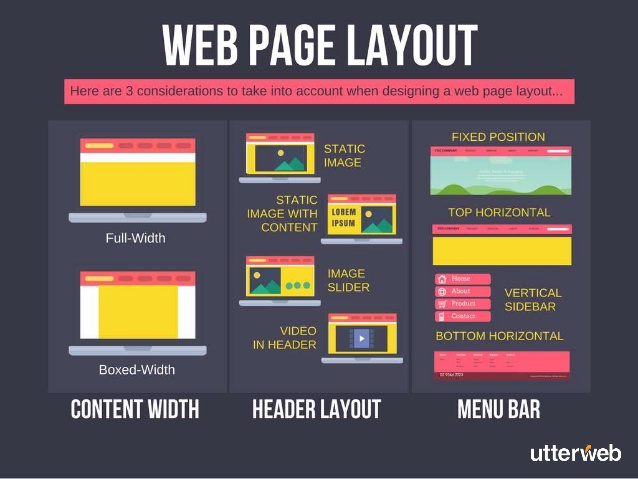 WEB PAGE LAYOUT
Here are 3 considerations to take into account when designing a web page layout...
Full-Width
Boxed-Width
CONTENT WIDTH
STATIC
IMAGE
STATIC
IMAGE WITH
CONTENT
LOREM
IPSUM
IMAGE
SLIDER
VIDEO
IN HEADER
HEADER LAYOUT
FIXED POSITION
TOP HORIZONTAL
Home
About
Product
Contact
VERTICAL
SIDEBAR
BOTTOM HORIZONTAL
MENU BAR
utterweb